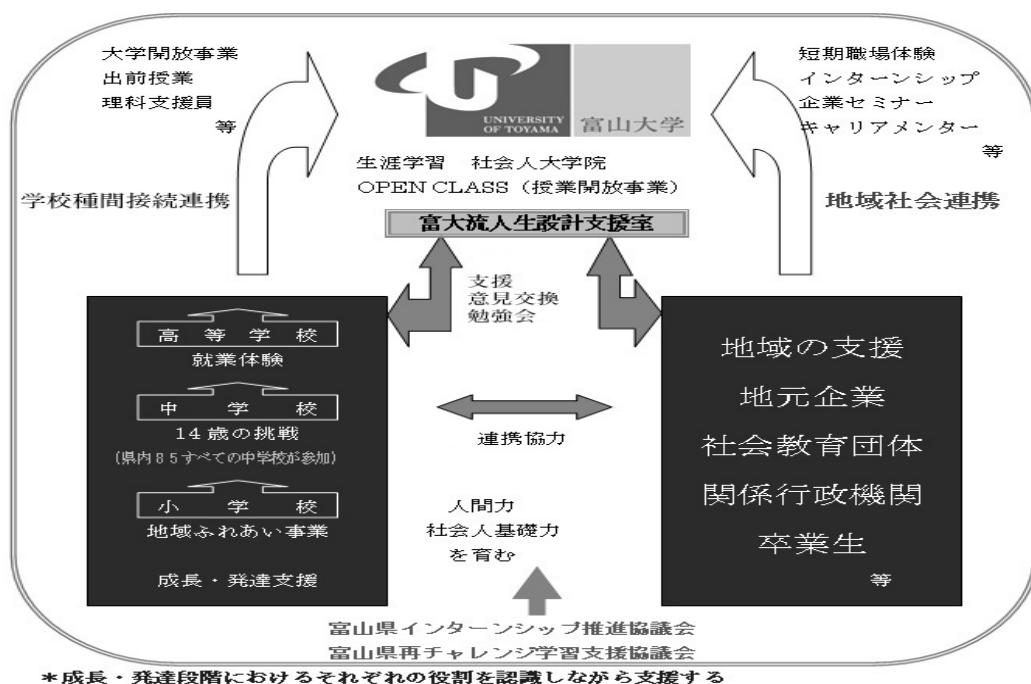 大学開放事業
出前授業
理科支援員
等
UNIVERSITY
OF TOYAMA
富山大学
短期職場体験
インターンシップ
企業セミナー
キャリアメンター
等
生涯学習 社会人大学院
OPEN CLASS（授業開放事業）
学校種間接続連携
地域社会連携
富大流人生設計支援室
支援
意見交換
勉強会
高等学校
就業体験
中学校
14歳の挑戦
(県内85すべての中学校が参加)
小学校
地域ふれあい事業
成長・発達支援
連携協力
人間力
社会人基礎力
を育む
地域の支援
地元企業
社会教育団体
関係行政機関
卒業生
等
富山県インターンシップ推進協議会
富山県再チャレンジ学習支援協議会
＊成長・発達段階におけるそれぞれの役割を認識しながら支援する